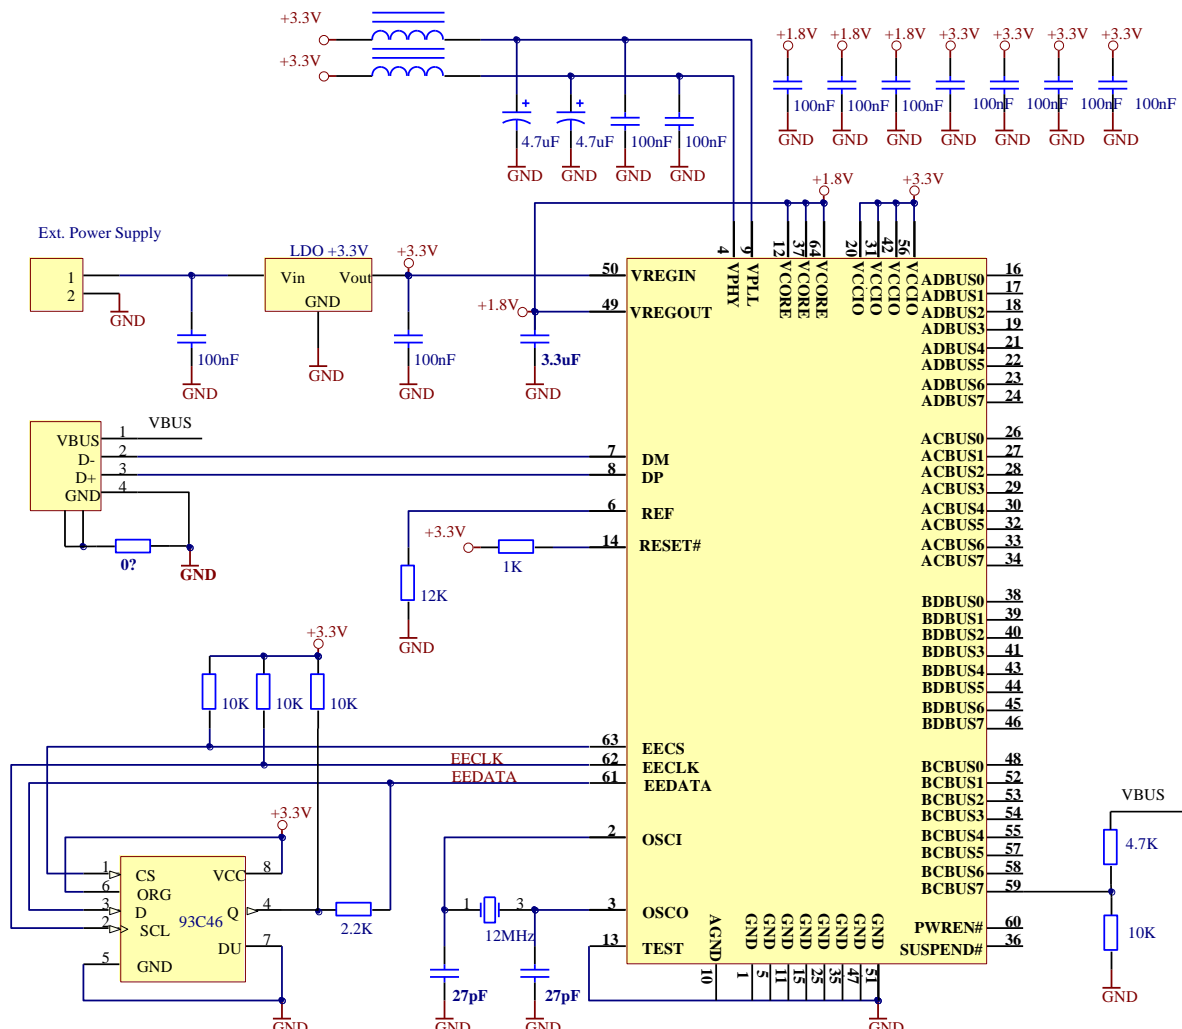 +3.3V
+3.3V
4.7uF
4.7uF
100nF
100nF
GND
GND
GND
GND
+1.8V
+1.8V
+1.8V
+3.3V
+3.3V
+3.3V
+3.3V
100nF
100nF
100nF
100nF
100nF
100nF
100nF
GND
GND
GND
GND
GND
GND
GND
Ext. Power Supply
1
2
GND
100nF
GND
LDO +3.3V
Vin
Vout
GND
GND
+3.3V
100nF
GND
+1.8V
3.3uF
GND
+1.8V
+3.3V
4
9
12
37
64
20
31
42
56
VPHY
VPLL
VCORE
VCORE
VCORE
VCCIO
VCCIO
VCCIO
VCCIO
50 VREGIN
49 VREGOUT
7 DM
8 DP
6 REF
14 RESET#
63 EECS
62 EECLK
61 EEDATA
2 OSCI
3 OSCO
13 TEST
ADBUS0 16
ADBUS1 17
ADBUS2 18
ADBUS3 19
ADBUS4 21
ADBUS5 22
ADBUS6 23
ADBUS7 24
ACBUS0 26
ACBUS1 27
ACBUS2 28
ACBUS3 29
ACBUS4 30
ACBUS5 32
ACBUS6 33
ACBUS7 34
BDBUS0 38
BDBUS1 39
BDBUS2 40
BDBUS3 41
BDBUS4 43
BDBUS5 44
BDBUS6 45
BDBUS7 46
BCBUS0 48
BCBUS1 52
BCBUS2 53
BCBUS3 54
BCBUS4 55
BCBUS5 57
BCBUS6 58
BCBUS7 59
PWREN# 60
SUSPEND# 36
AGND
GND
GND
GND
GND
GND
GND
GND
GND
10
1
5
11
15
25
35
47
51
GND
VBUS 1
D- 2
D+ 3
GND 4
VBUS
0?
GND
12K
GND
+3.3V
1K
+3.3V
10K
10K
10K
EECLK
EEDATA
+3.3V
1 CS
6 ORG
3 D
2 SCL
5 GND
93C46
VCC 8
Q 4
DU 7
2.2K
GND
1
3
12MHz
27pF
27pF
GND
GND
VBUS
4.7K
10K
GND